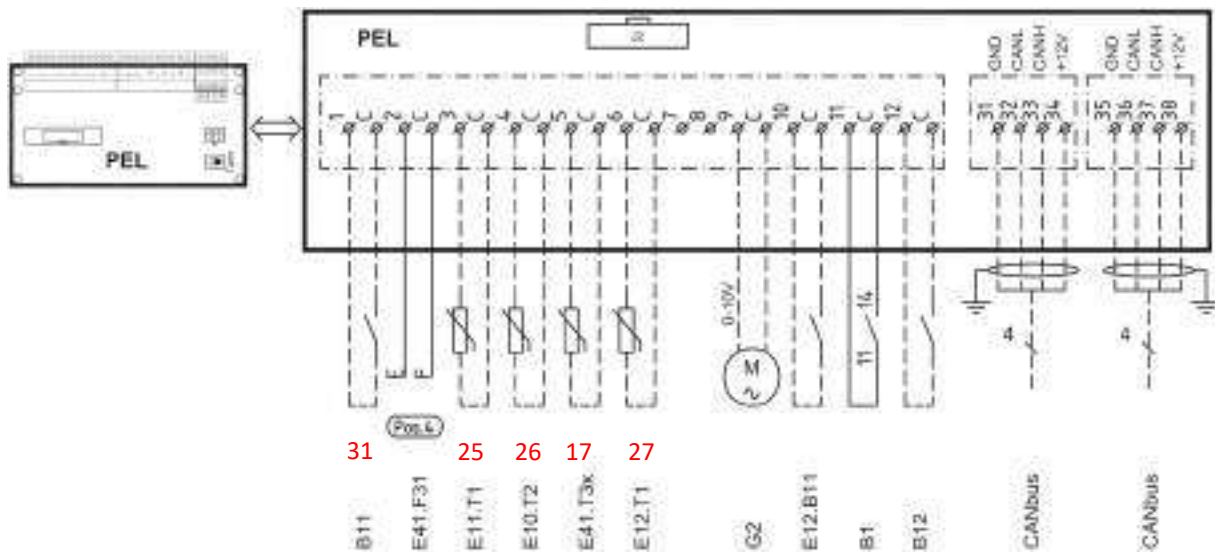 PEL
PEL
1 C 2 C 3 C 4 C 5 C 6 C 7 8 9 C 10 C 11 C 12 C
GND CANL CANH +12V
31 32 33 34
GND CANL CANH +12V
35 36 37 38
0-10V
M
11 14
4
4
Pos.4
31 25 26 17 27
B11
E41.F31
E11.T1
E10.T2
E41.T3x
E12.T1
G2
E12.B11
B1
B12
CANbus
CANbus